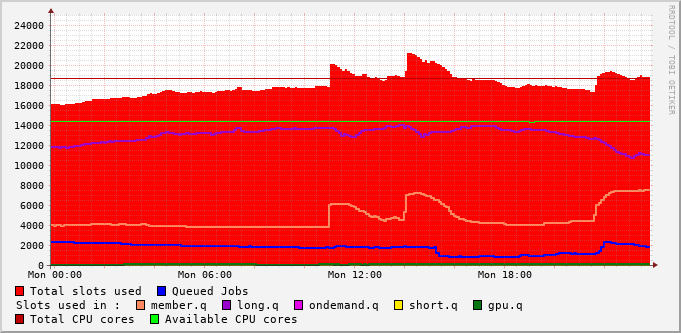 24000
22000
20000
18000
16000
14000
12000
10000
8000
6000
4000
2000
0
Mon 00:00 Mon 06:00 Mon 12:00 Mon 18:00
RRDTOOL / TOBI OETIKER
Total slots used Queued Jobs
Slots used in : member.q long.q ondemand.q short.q gpu.q
Total CPU cores Available CPU cores